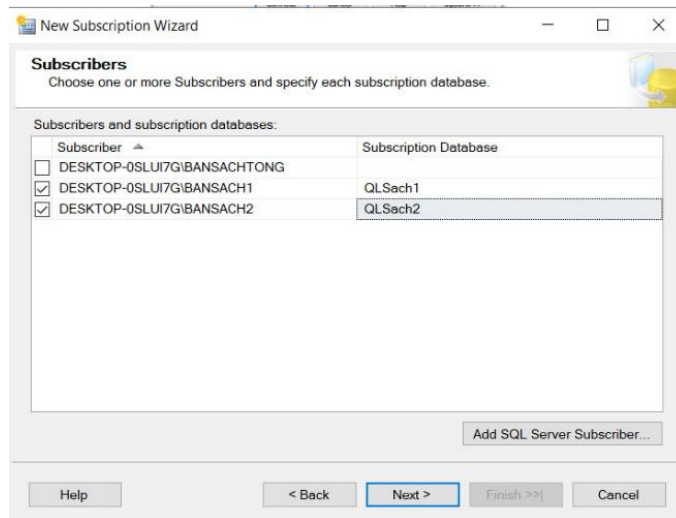 New Subscription Wizard
Subscribers
Choose one or more Subscribers and specify each subscription database.
Subscribers and subscription databases:
Subscriber Subscription Database
DESKTOP-0SLUI7G\BANSACHTONG
DESKTOP-0SLUI7G\BANSACH1 QLSach1
DESKTOP-0SLUI7G\BANSACH2 QLSach2
Add SQL Server Subscriber...
Help < Back Next > Finish >>| Cancel